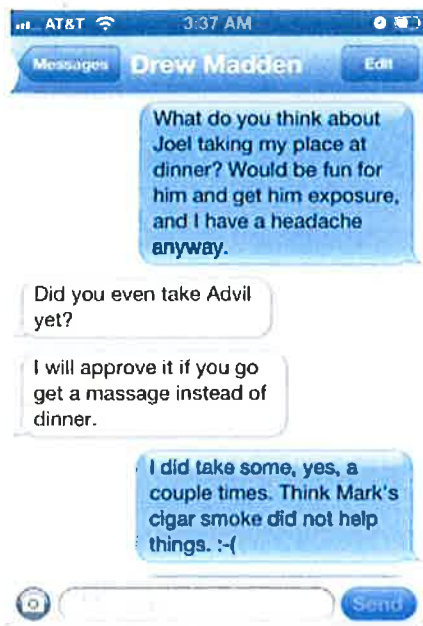 AT&T 3:37 AM
Messages Drew Madden Edit
What do you think about
Joel taking my place at
dinner? Would be fun for
him and get him exposure,
and I have a headache
anyway.
Did you even take Advil
yet?
I will approve it if you go
get a massage instead of
dinner.
I did take some, yes, a
couple times. Think Mark's
cigar smoke did not help
things. :-(
Send